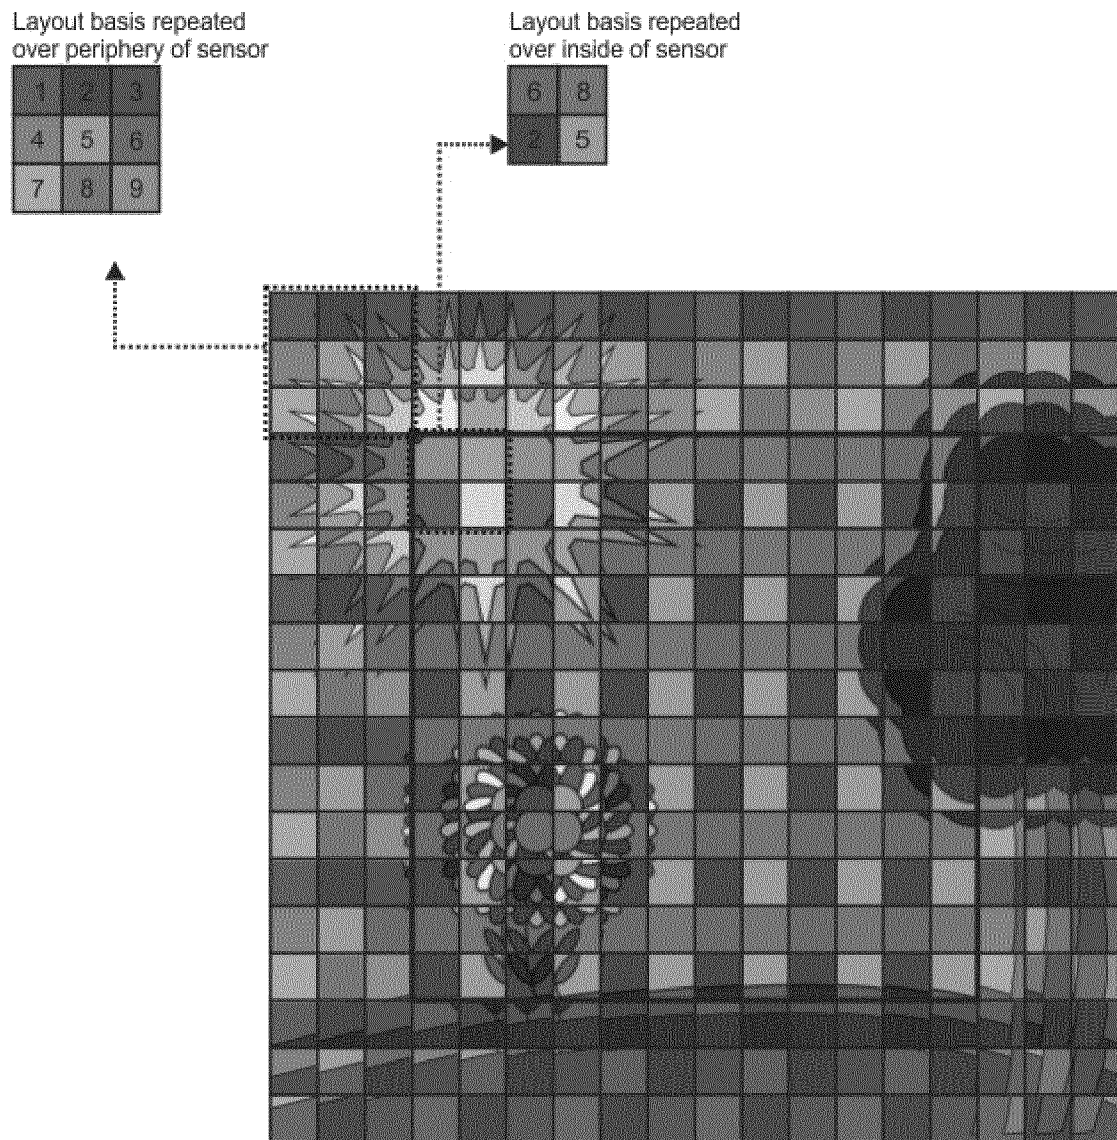 Layout basis repeated
over periphery of sensor
1 2 3
4 5 6
7 8 9
Layout basis repeated
over inside of sensor
6 8
2 5